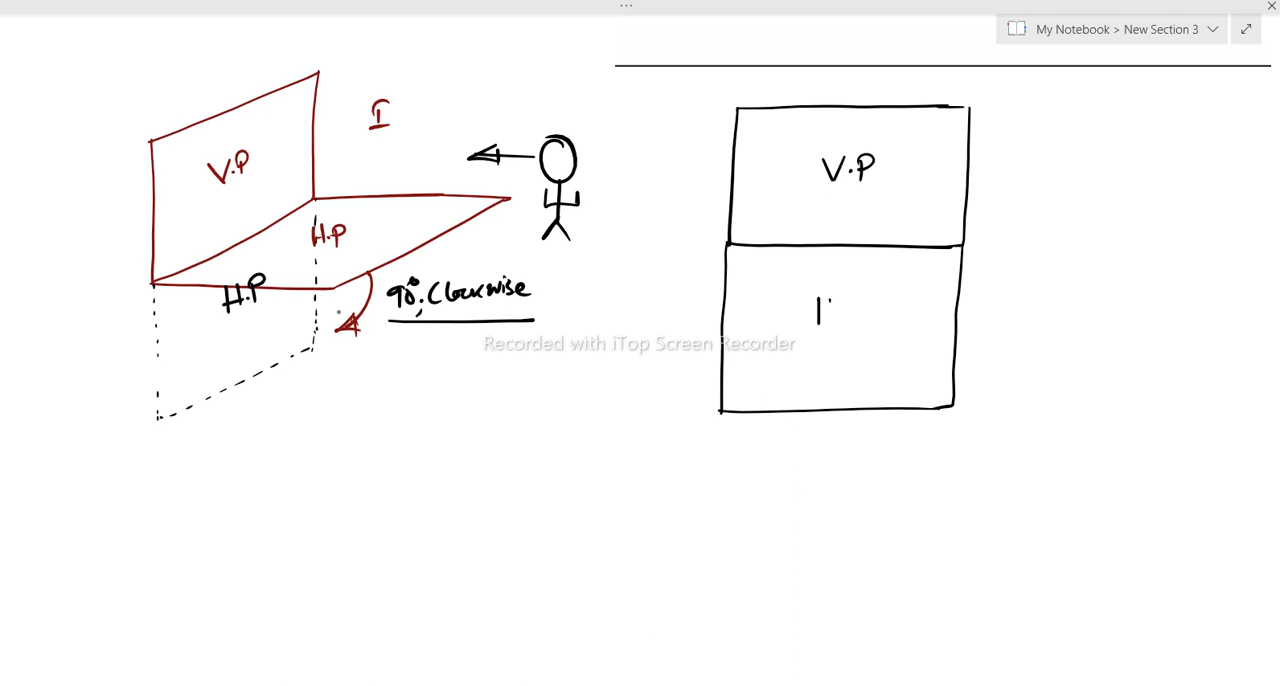 My Notebook > New Section 3
I
V.P
V.P
H.P
H.P
90°, Clockwise
Recorded with iTop Screen Recorder